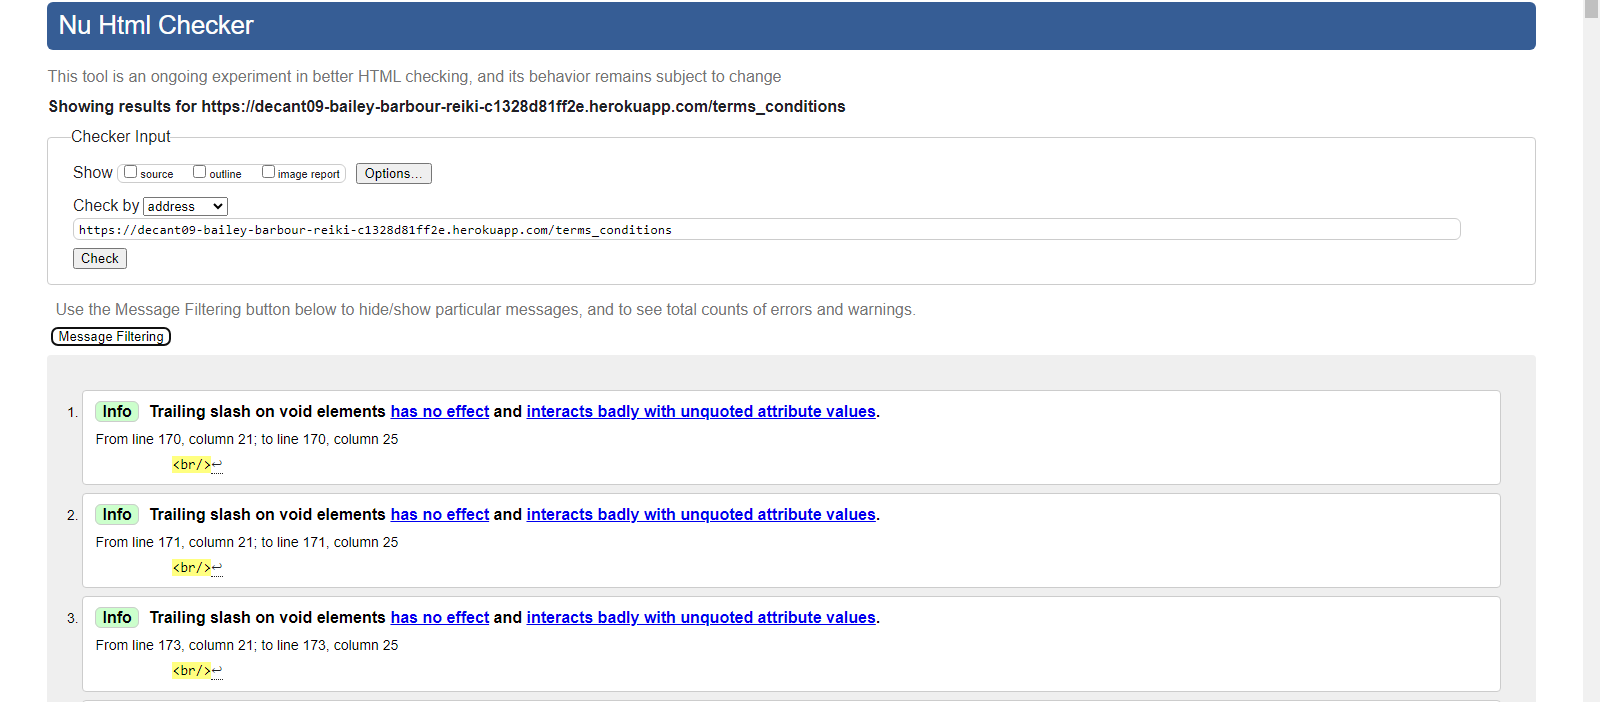 Nu Html Checker
This tool is an ongoing experiment in better HTML checking, and its behavior remains subject to change
Showing results for https://decant09-bailey-barbour-reiki-c1328d81ff2e.herokuapp.com/terms_conditions
Checker Input
Show source outline image report Options...
Check by address
https://decant09-bailey-barbour-reiki-c1328d81ff2e.herokuapp.com/terms_conditions
Check
Use the Message Filtering button below to hide/show particular messages, and to see total counts of errors and warnings.
Message Filtering
1. Info Trailing slash on void elements has no effect and interacts badly with unquoted attribute values.
From line 170, column 21; to line 170, column 25
<br/>↩
2. Info Trailing slash on void elements has no effect and interacts badly with unquoted attribute values.
From line 171, column 21; to line 171, column 25
<br/>↩
3. Info Trailing slash on void elements has no effect and interacts badly with unquoted attribute values.
From line 173, column 21; to line 173, column 25
<br/>↩